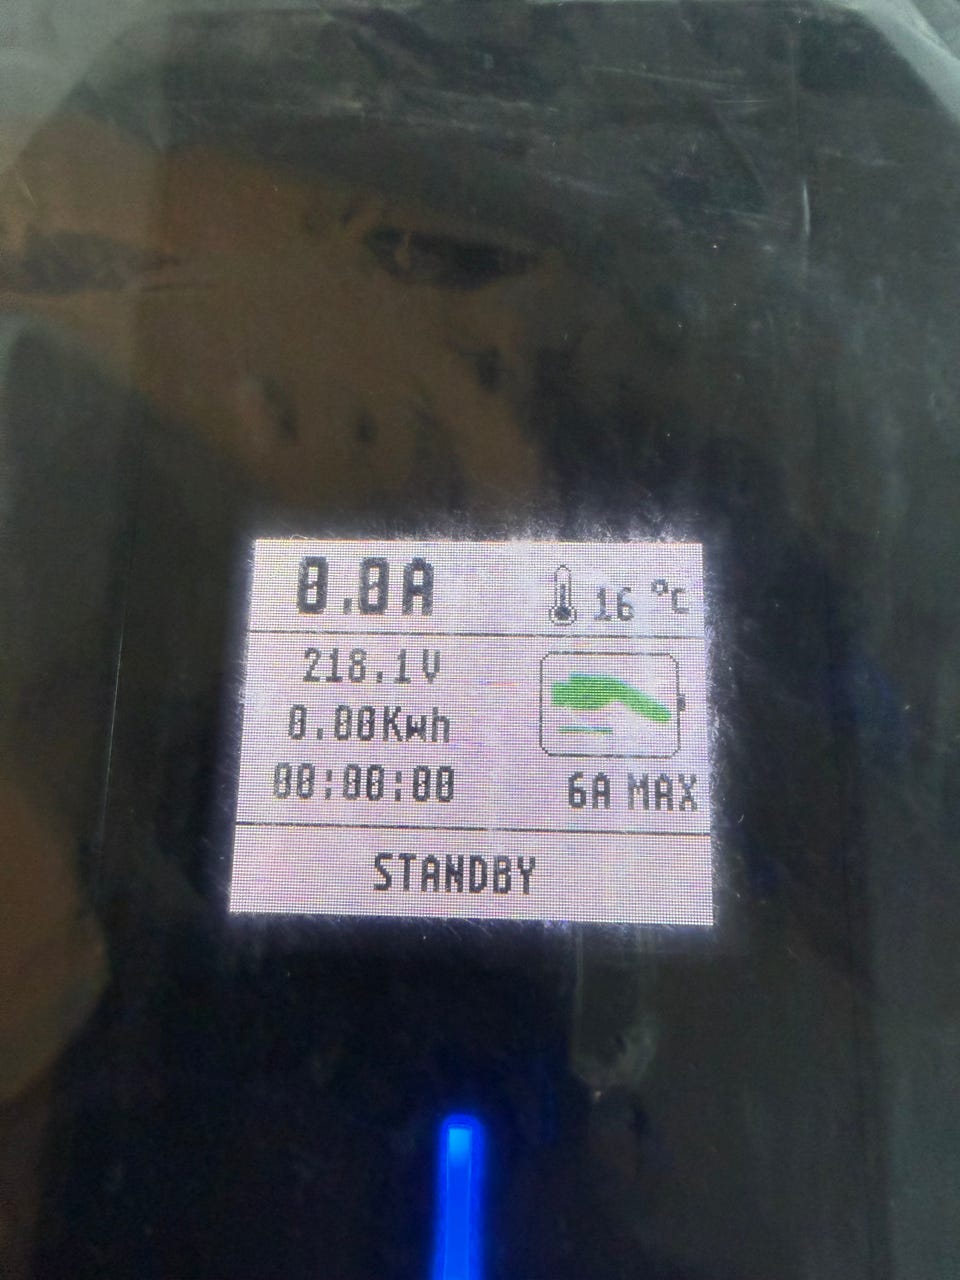 0.0A
16 °C
218.1V
0.00Kwh
00:00:00
6A MAX
STANDBY